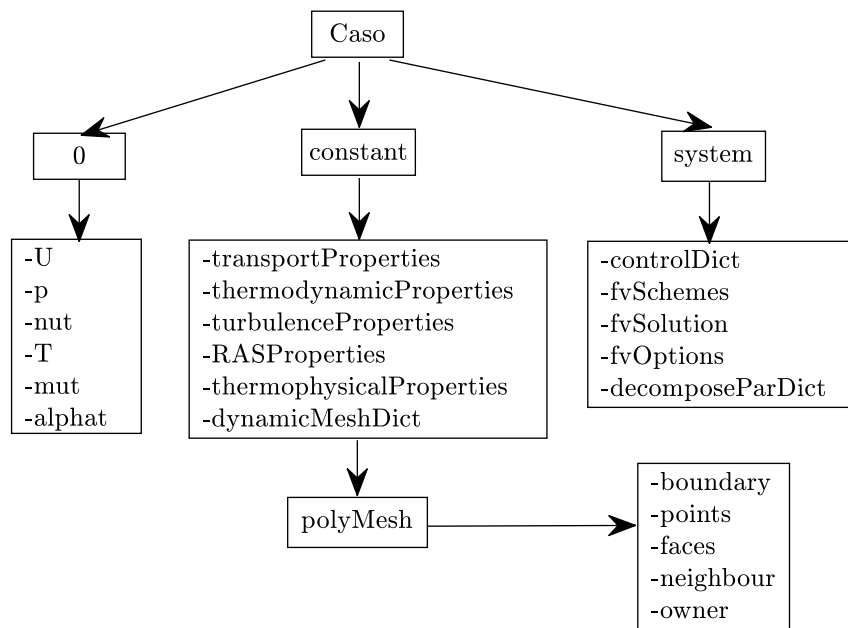 Caso
0
constant
system
-U
-p
-nut
-T
-mut
-alphat
-transportProperties
-thermodynamicProperties
-turbulenceProperties
-RASProperties
-thermophysicalProperties
-dynamicMeshDict
-controlDict
-fvSchemes
-fvSolution
-fvOptions
-decomposeParDict
polyMesh
-boundary
-points
-faces
-neighbour
-owner